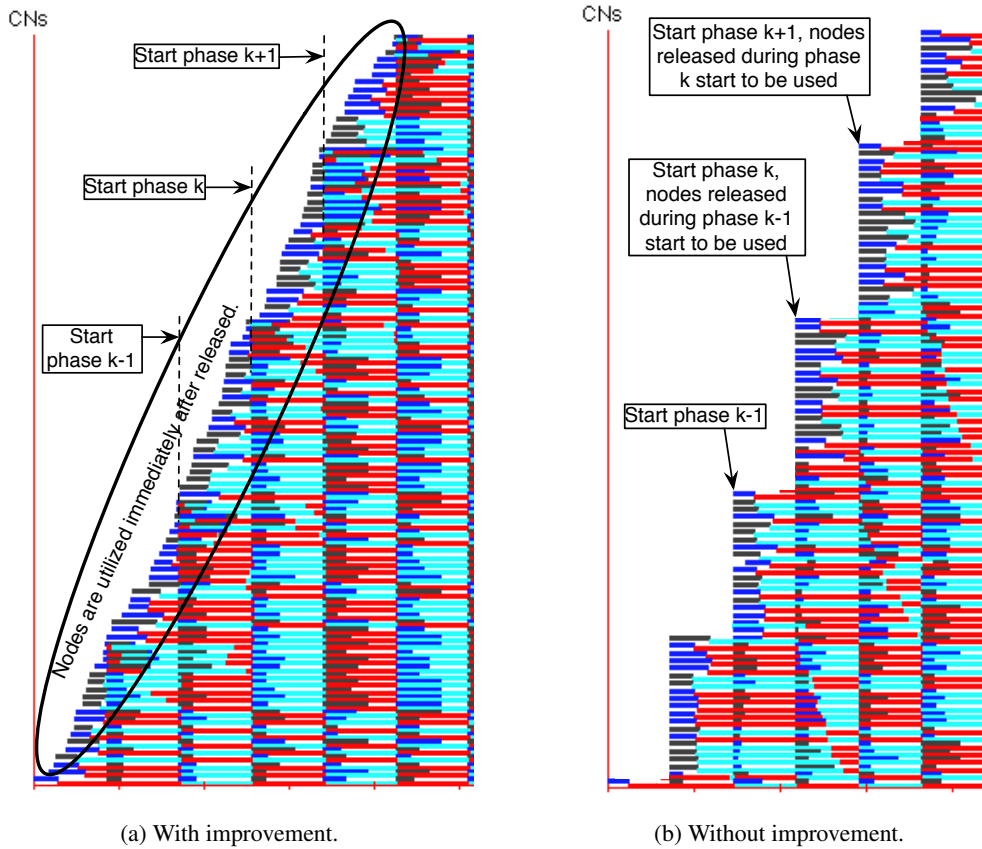 CNs
Start phase k+1
Start phase k
Start
phase k-1
Nodes are utilized immediately after released.
(a) With improvement.
CNs
Start phase k+1, nodes
released during phase
k start to be used
Start phase k,
nodes released
during phase k-1
start to be used
Start phase k-1
(b) Without improvement.